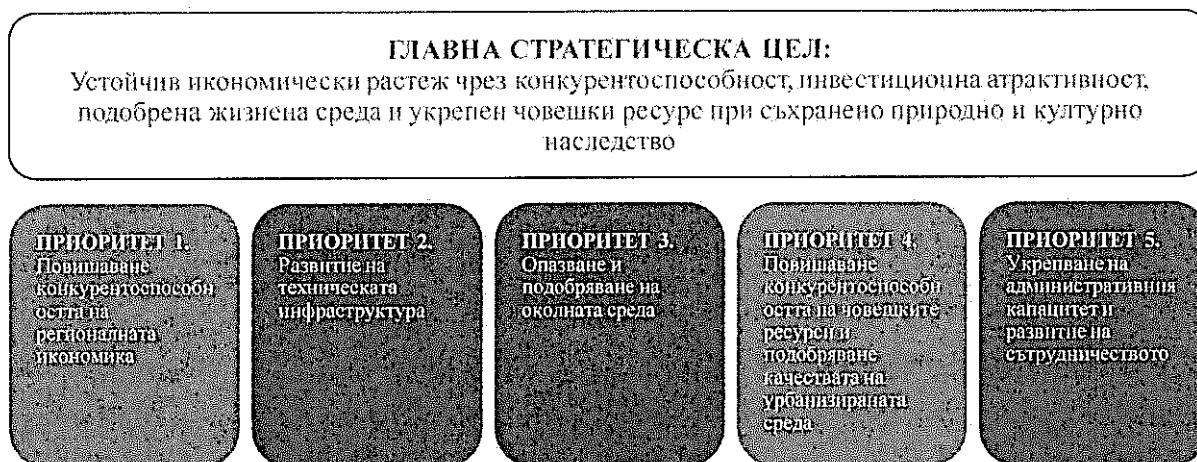 ГЛАВНА СТРАТЕГИЧЕСКА ЦЕЛ:
Устойчив икономически растеж чрез конкурентоспособност, инвестиционна атрактивност,
подобрена жизнена среда и укрепен човешки ресурс при съхранено природно и културно
наследство
ПРИОРИТЕТ 1.
Повишаване
конкурентоспособн
остта на
регионалната
икономика
ПРИОРИТЕТ 2.
Развитие на
техническата
инфраструктура
ПРИОРИТЕТ 3.
Опазване и
подобряване на
околната среда
ПРИОРИТЕТ 4.
Повишаване
конкурентоспособн
остта на човешките
ресурси и
подобряване
качествата на
урбанизираната
среда
ПРИОРИТЕТ 5.
Укрепване на
административния
капацитет и
развитие на
сътрудничеството